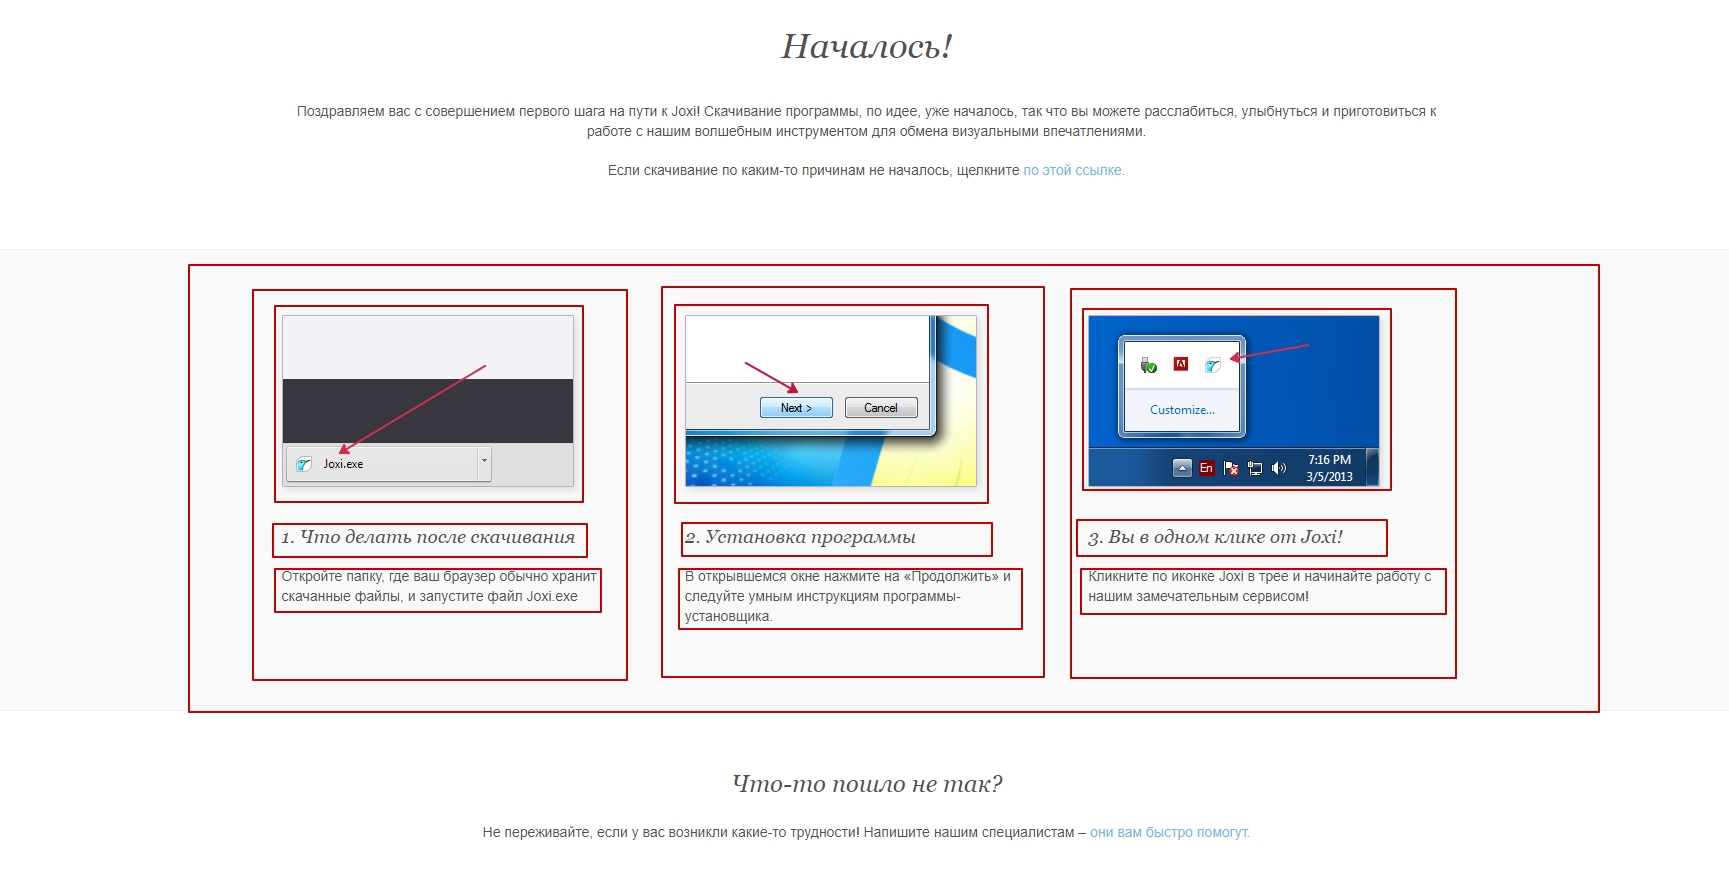 Началось!
Поздравляем вас с совершением первого шага на пути к Joxi! Скачивание программы, по идее, уже началось, так что вы можете расслабиться, улыбнуться и приготовиться к
работе с нашим волшебным инструментом для обмена визуальными впечатлениями.
Если скачивание по каким-то причинам не началось, щелкните по этой ссылке.
Joxi.exe
1. Что делать после скачивания
Откройте папку, где ваш браузер обычно хранит
скачанные файлы, и запустите файл Joxi.exe
Next >
Cancel
2. Установка программы
В открывшемся окне нажмите на «Продолжить» и
следуйте умным инструкциям программы-
установщика.
Customize...
En
7:16 PM
3/5/2013
3. Вы в одном клике от Joxi!
Кликните по иконке Joxi в трее и начинайте работу с
нашим замечательным сервисом!
Что-то пошло не так?
Не переживайте, если у вас возникли какие-то трудности! Напишите нашим специалистам – они вам быстро помогут.